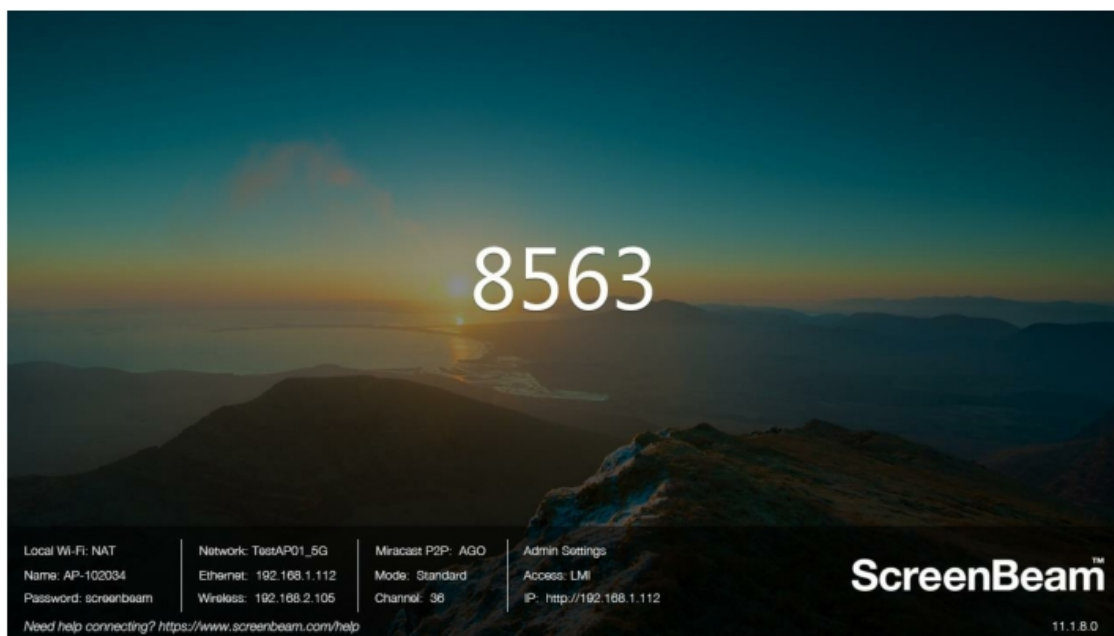 8563
Local Wi-Fi: NAT
Name: AP-102034
Password: screenbeam
Network: TestAP01_5G
Ethernet: 192.168.1.112
Wireless: 192.168.2.105
Miracast P2P: AGO
Mode: Standard
Channel: 36
Admin Settings
Access: LMI
IP: http://192.168.1.112
ScreenBeam™
Need help connecting? https://www.screenbeam.com/help
11.1.8.0